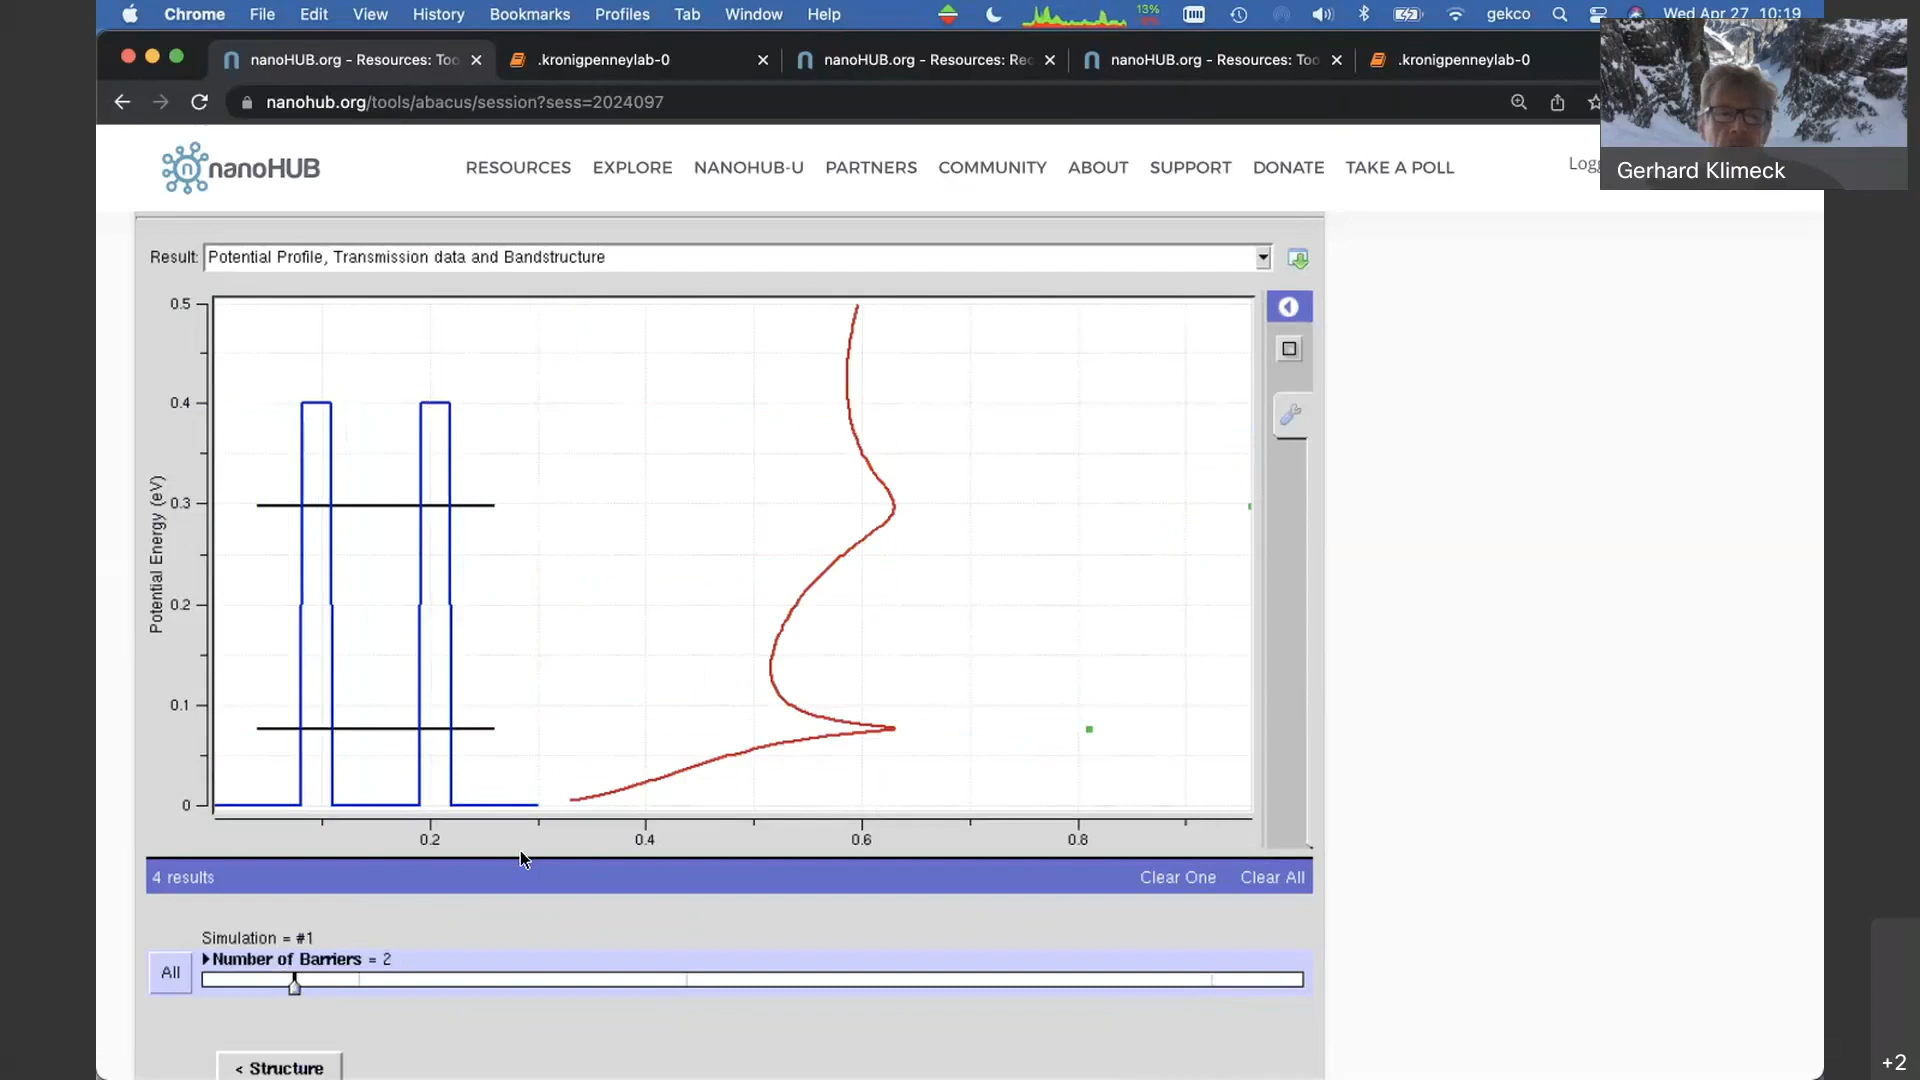 Chrome File Edit View History Bookmarks Profiles Tab Window Help 13% gekco Wed Apr 27, 10:19
nanoHUB.org - Resources: Too .kronigpenneylab-0 nanoHUB.org - Resources: Rec nanoHUB.org - Resources: Too .kronigpenneylab-0
nanohub.org/tools/abacus/session?sess=2024097
nanoHUB RESOURCES EXPLORE NANOHUB-U PARTNERS COMMUNITY ABOUT SUPPORT DONATE TAKE A POLL Logg
Gerhard Klimeck
Result: Potential Profile, Transmission data and Bandstructure
0.5
0.4
0.3
0.2
0.1
0
Potential Energy (eV)
0.2 0.4 0.6 0.8
4 results Clear One Clear All
Simulation = #1
All Number of Barriers = 2
< Structure
+2